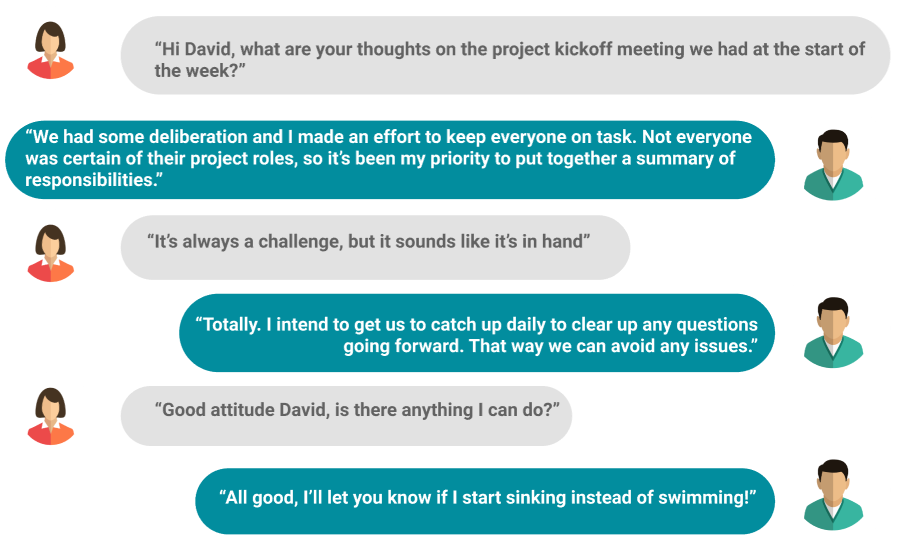 “Hi David, what are your thoughts on the project kickoff meeting we had at the start of
the week?”
“We had some deliberation and I made an effort to keep everyone on task. Not everyone
was certain of their project roles, so it’s been my priority to put together a summary of
responsibilities.”
“It’s always a challenge, but it sounds like it’s in hand”
“Totally. I intend to get us to catch up daily to clear up any questions
going forward. That way we can avoid any issues.”
“Good attitude David, is there anything I can do?”
“All good, I’ll let you know if I start sinking instead of swimming!”